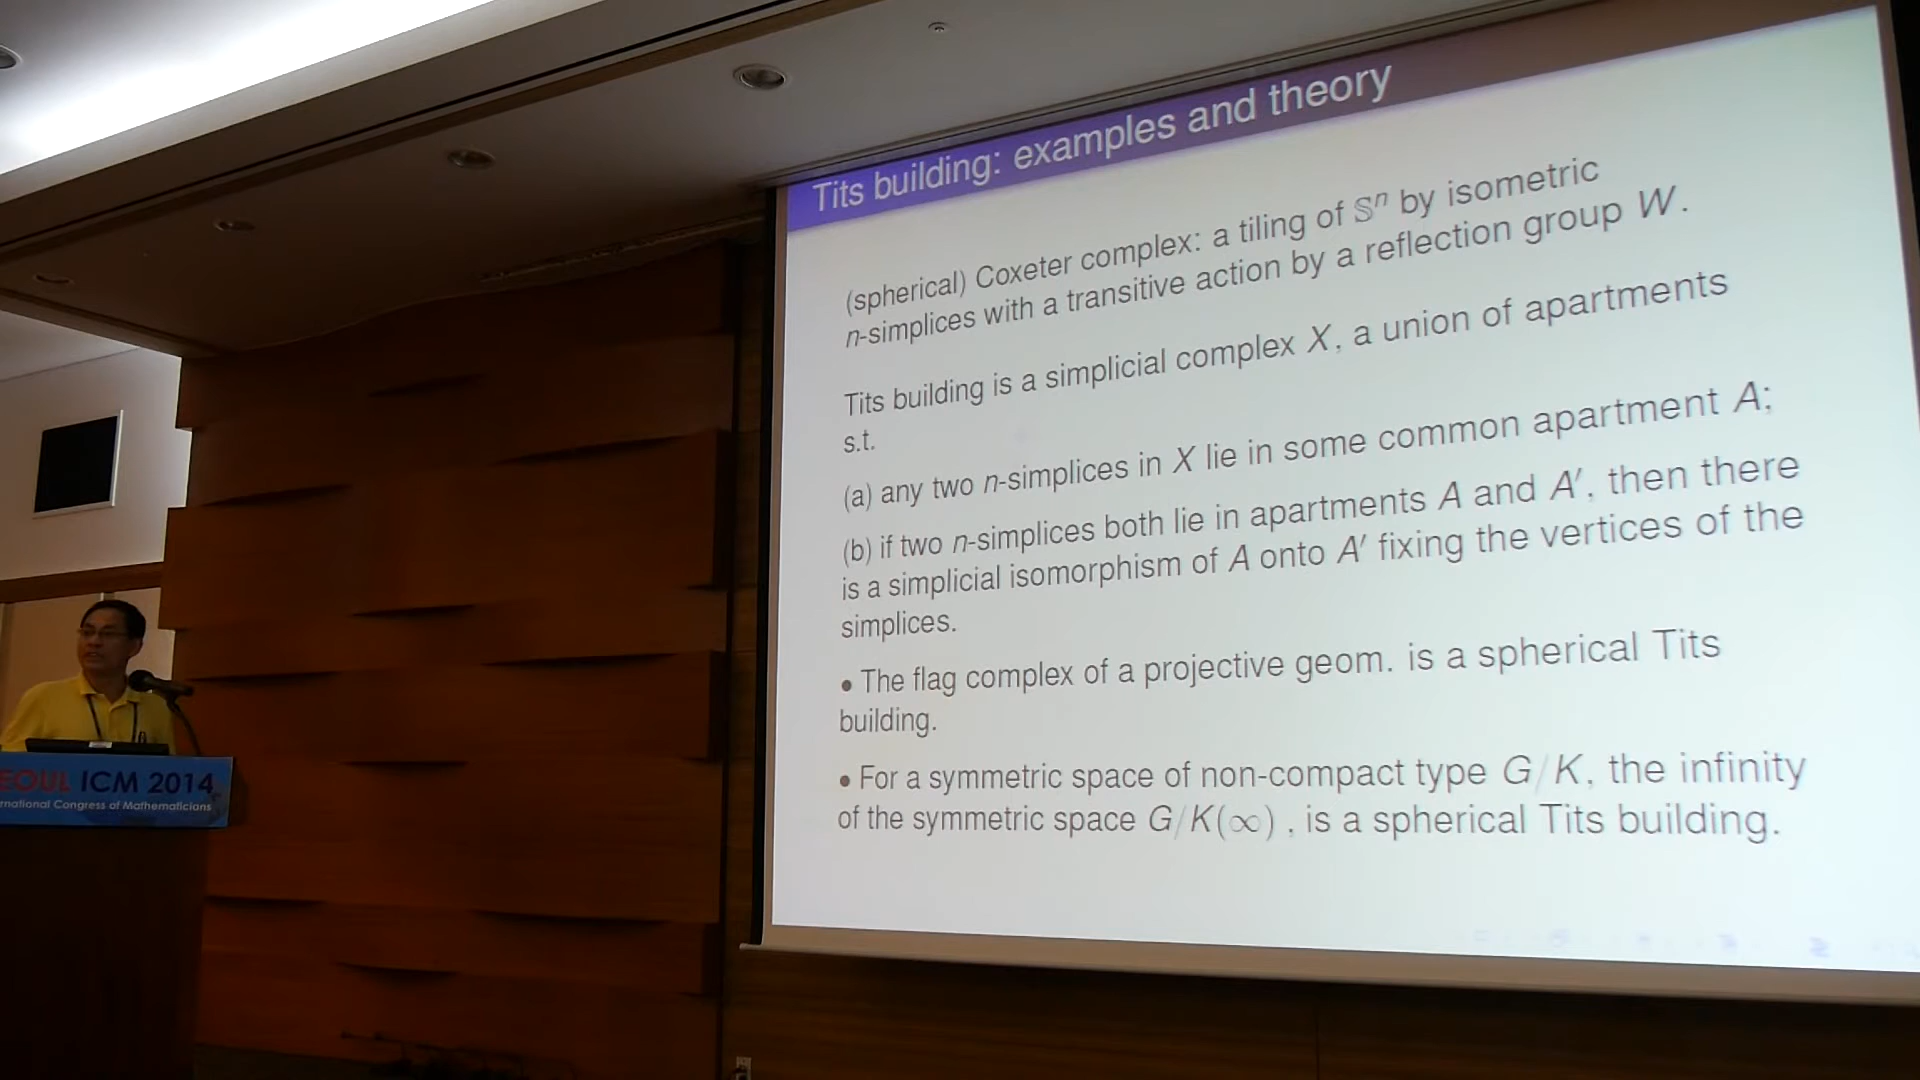 Tits building: examples and theory
(spherical) Coxeter complex: a tiling of 𝕊ⁿ by isometric
n-simplices with a transitive action by a reflection group W.
Tits building is a simplicial complex X, a union of apartments
s.t.
(a) any two n-simplices in X lie in some common apartment A;
(b) if two n-simplices both lie in apartments A and A′, then there
is a simplicial isomorphism of A onto A′ fixing the vertices of the
simplices.
• The flag complex of a projective geom. is a spherical Tits
building.
• For a symmetric space of non-compact type G/K, the infinity
of the symmetric space G/K(∞) , is a spherical Tits building.
EOUL ICM 2014
rnational Congress of Mathematicians